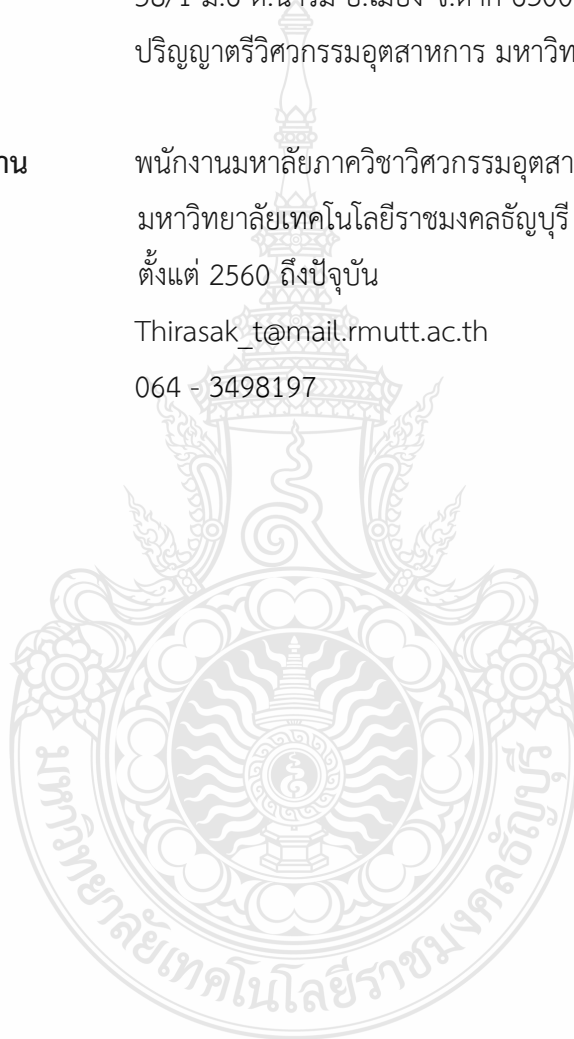 ปริญญาตรีวิศวกรรมอุตสาหการ
าน พนักงานมหาลัยภาควิชาวิศวกรรมอุตสา
มหาวิทยาลัยเทคโนโลยีราชมงคลธัญบุรี
ตั้งแต่ 2560 ถึงปัจุบัน
Thirasak_t@mail.rmutt.ac.th
064 - 3498197
มหาวิทยาลัยเทคโนโลยีราชมงคลธัญบุรี